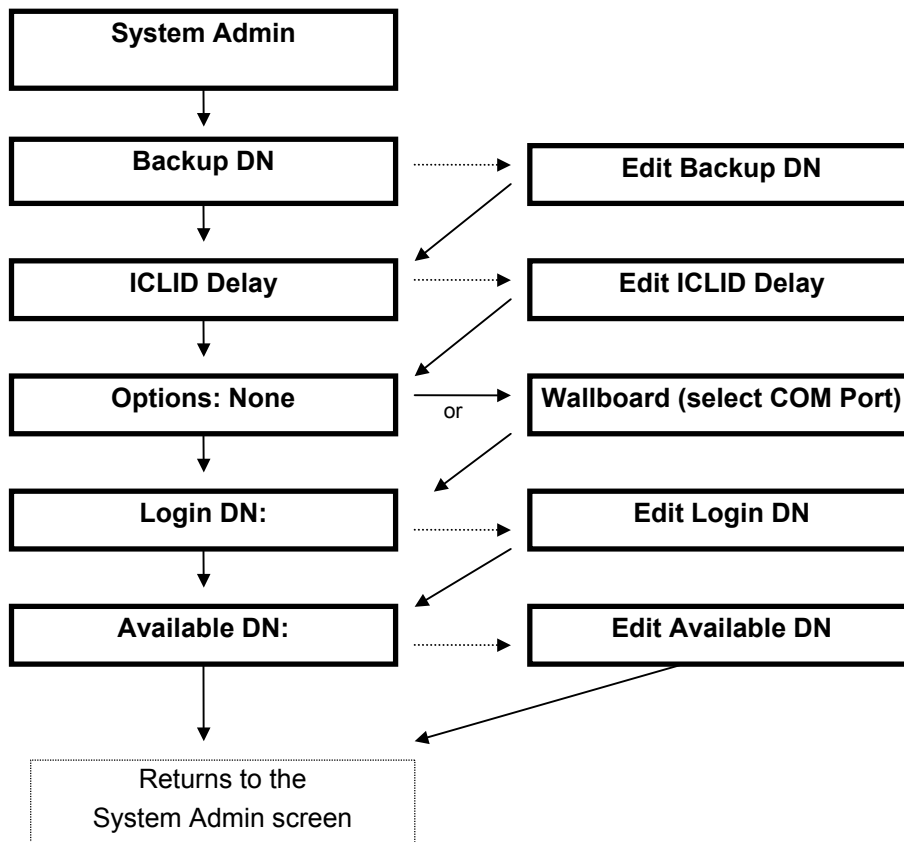 System Admin
Backup DN
Edit Backup DN
ICLID Delay
Edit ICLID Delay
Options: None
or
Wallboard (select COM Port)
Login DN:
Edit Login DN
Available DN:
Edit Available DN
Returns to the
System Admin screen